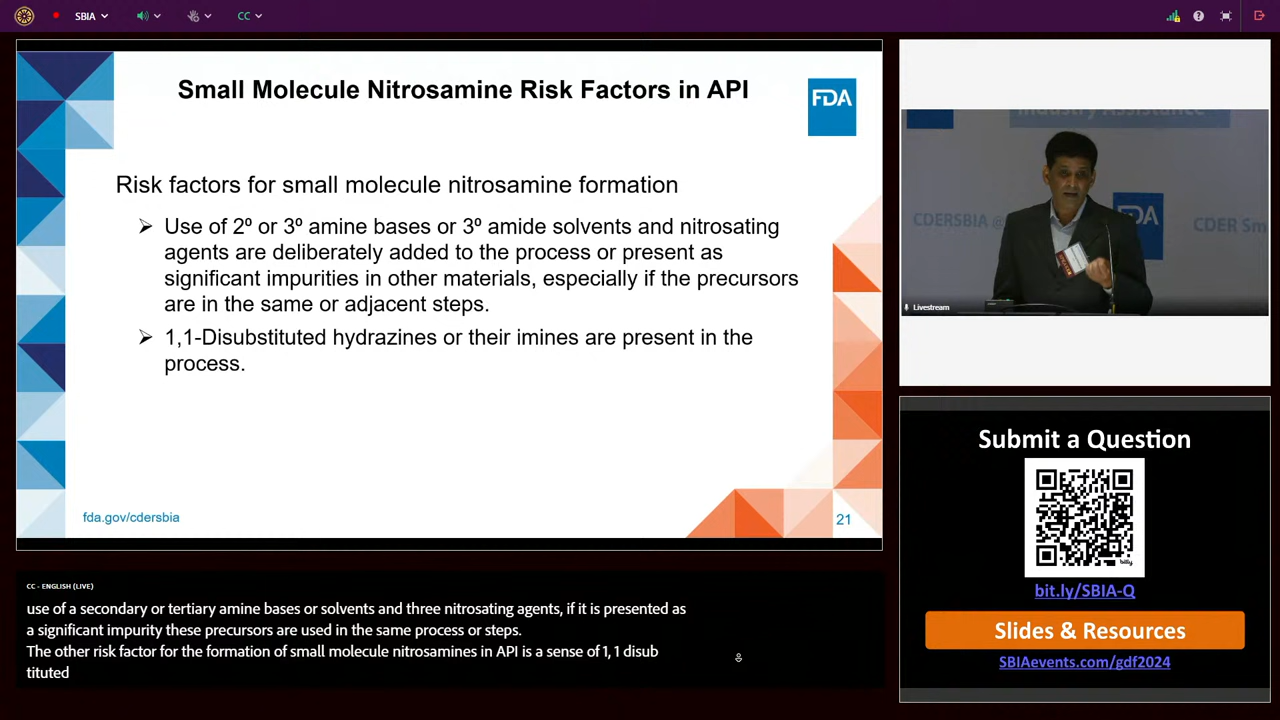 SBIA
CC
Small Molecule Nitrosamine Risk Factors in API
FDA
Risk factors for small molecule nitrosamine formation
➢ Use of 2º or 3º amine bases or 3º amide solvents and nitrosating
agents are deliberately added to the process or present as
significant impurities in other materials, especially if the precursors
are in the same or adjacent steps.
➢ 1,1-Disubstituted hydrazines or their imines are present in the
process.
fda.gov/cdersbia
21
Industry Assistance
CDERSBIA @
FDA
CDER Sm
Livestream
Submit a Question
bitly
bit.ly/SBIA-Q
Slides & Resources
SBIAevents.com/gdf2024
CC - ENGLISH (LIVE)
use of a secondary or tertiary amine bases or solvents and three nitrosating agents, if it is presented as
a significant impurity these precursors are used in the same process or steps.
The other risk factor for the formation of small molecule nitrosamines in API is a sense of 1, 1 disub
tituted